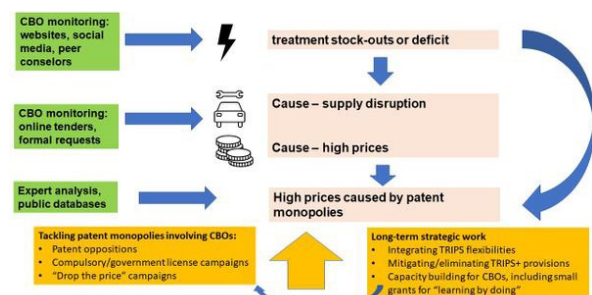 CBO monitoring:
websites, social
media, peer
conselors
treatment stock-outs or deficit
CBO monitoring:
online tenders,
formal requests
Cause – supply disruption
Cause – high prices
Expert analysis,
public databases
High prices caused by patent
monopolies
Tackling patent monopolies involving CBOs:
• Patent oppositions
• Compulsory/government license campaigns
• "Drop the price" campaigns
Long-term strategic work
• Integrating TRIPS flexibilities
• Mitigating/eliminating TRIPS+ provisions
• Capacity building for CBOs, including small
grants for "learning by doing"